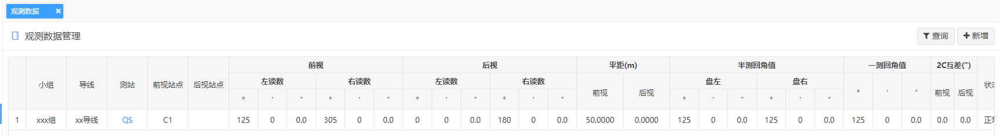 观测数据
观测数据管理 查询 新增
小组 导线 测站 前视站点 后视站点 前视 后视 平距(m) 半测回角值 一测回角值 2C互差(″)
左读数 右读数 左读数 右读数 前视 后视 盘左 盘右 ° ′ ″ 前视 后视 状态
° ′ ″ ° ′ ″ ° ′ ″ ° ′ ″ ° ′ ″ ° ′ ″
1 xxx组 xx导线 QS C1 125 0 0.0 305 0 0.0 0 0 0.0 180 0 0.0 50.0000 0.0000 125 0 0.0 125 0 0.0 125 0 0.0 0.0 0.0 正常